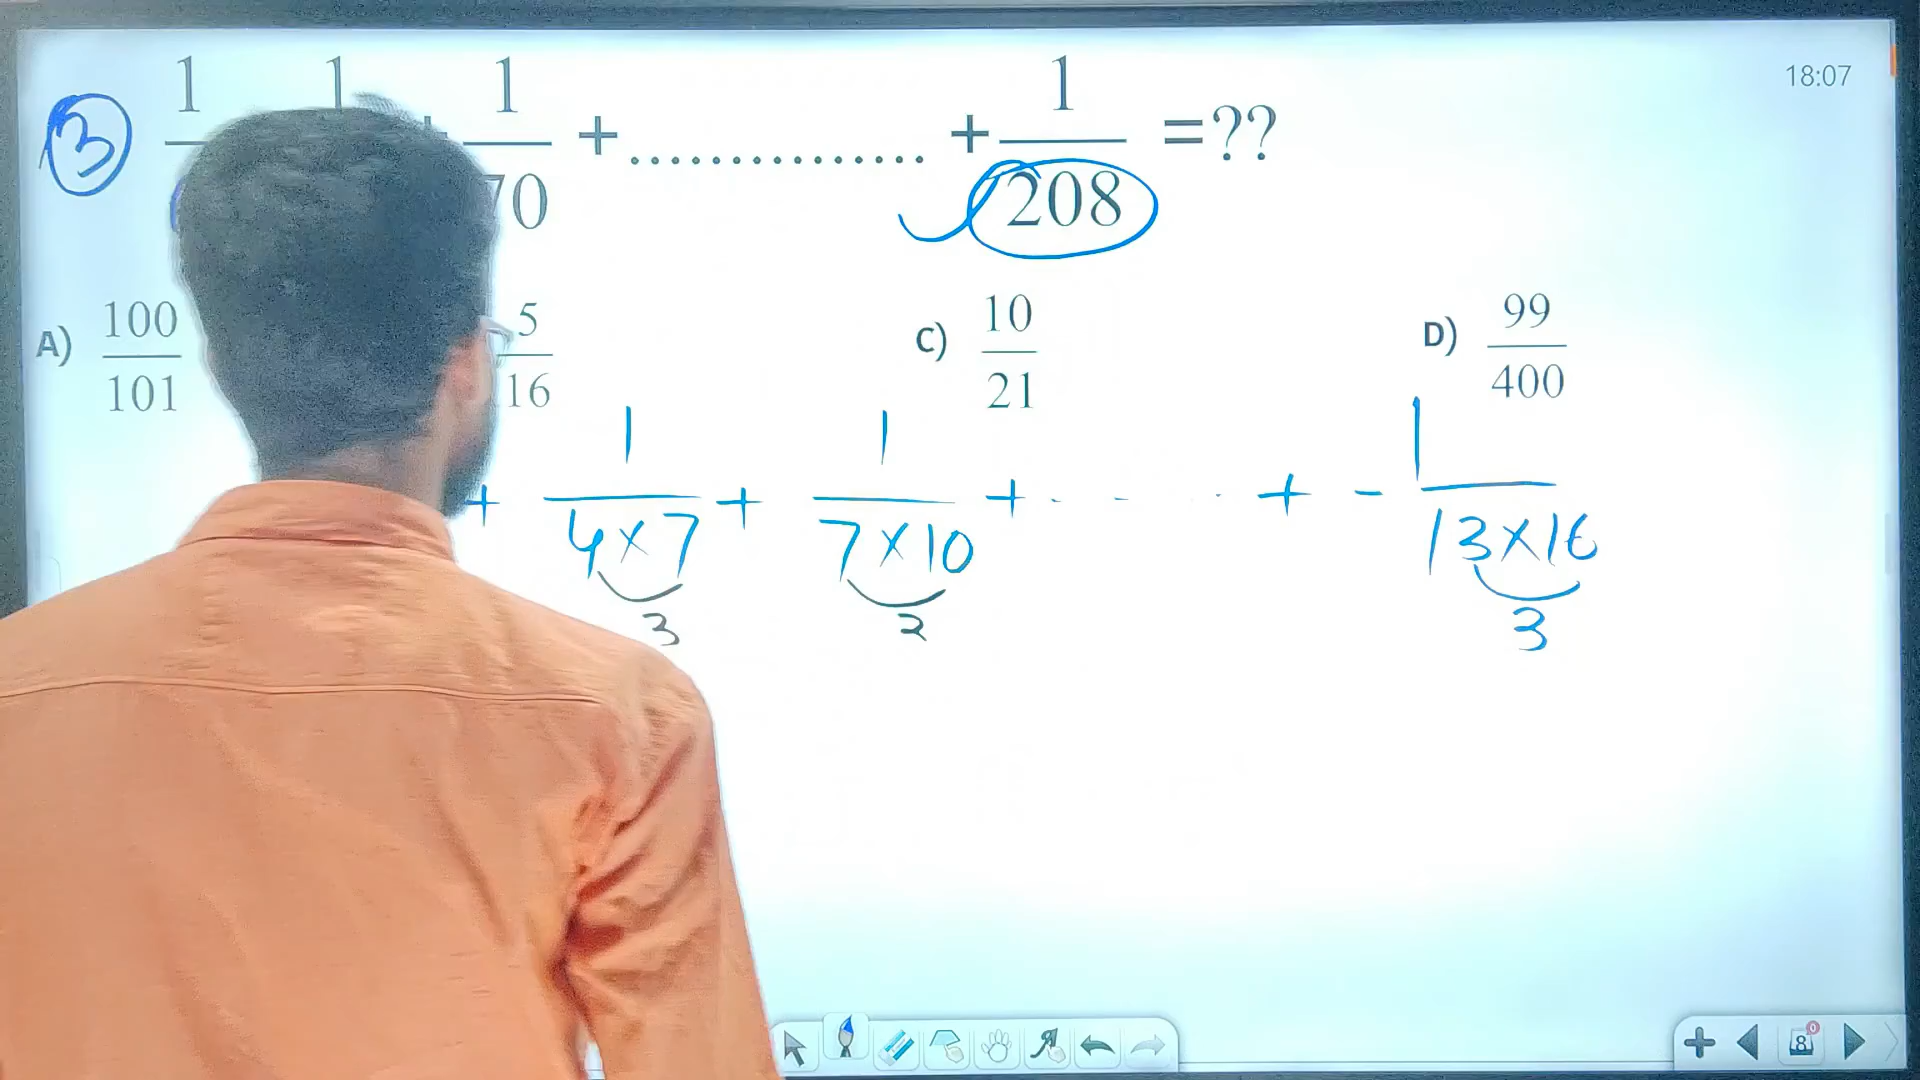 18:07
3 1 1 + 1/70 + ............... + 1/208 =??
A) 100/101 5/16 C) 10/21 D) 99/400
+ 1/4×7 + 1/7×10 + . - . . + - 1/13×16
3 3 3
8